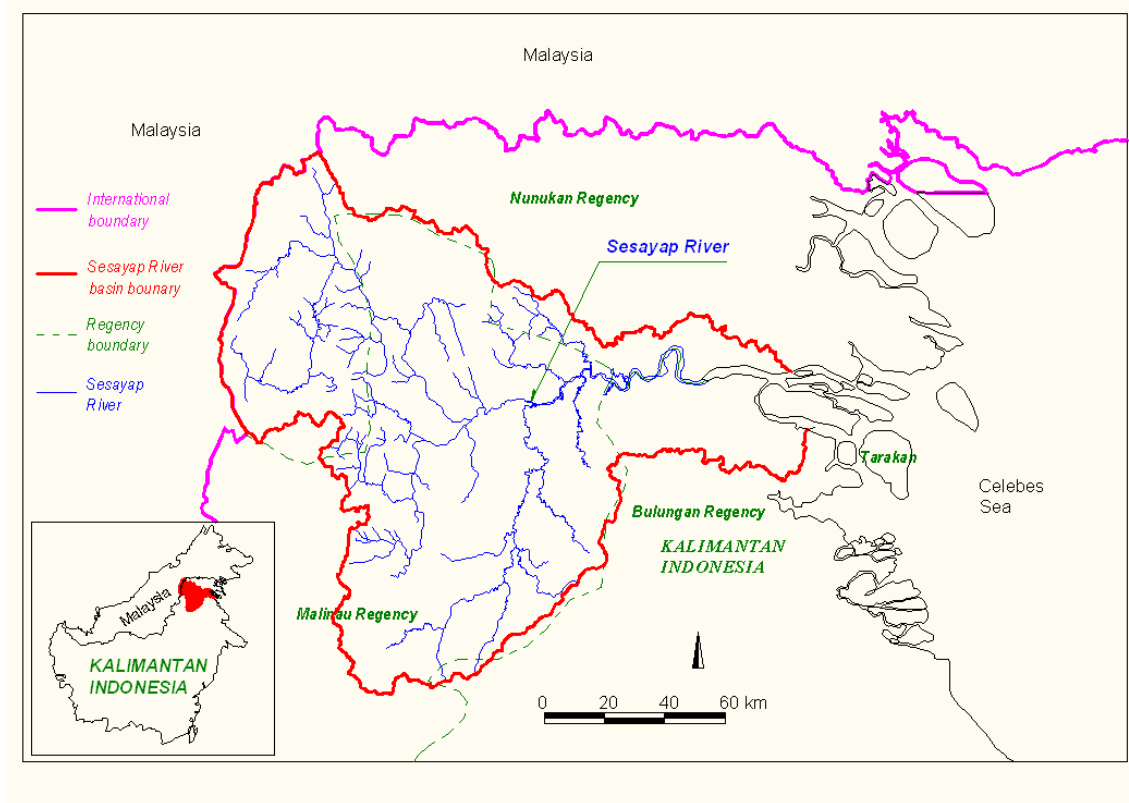 Malaysia
Malaysia
International
boundary
Nunukan Regency
Sesayap River
Sesayap River
basin bounary
Regency
boundary
Sesayap
River
Tarakan
Celebes
Sea
Bulungan Regency
KALIMANTAN
INDONESIA
Malinau Regency
Malaysia
KALIMANTAN
INDONESIA
0 20 40 60 km